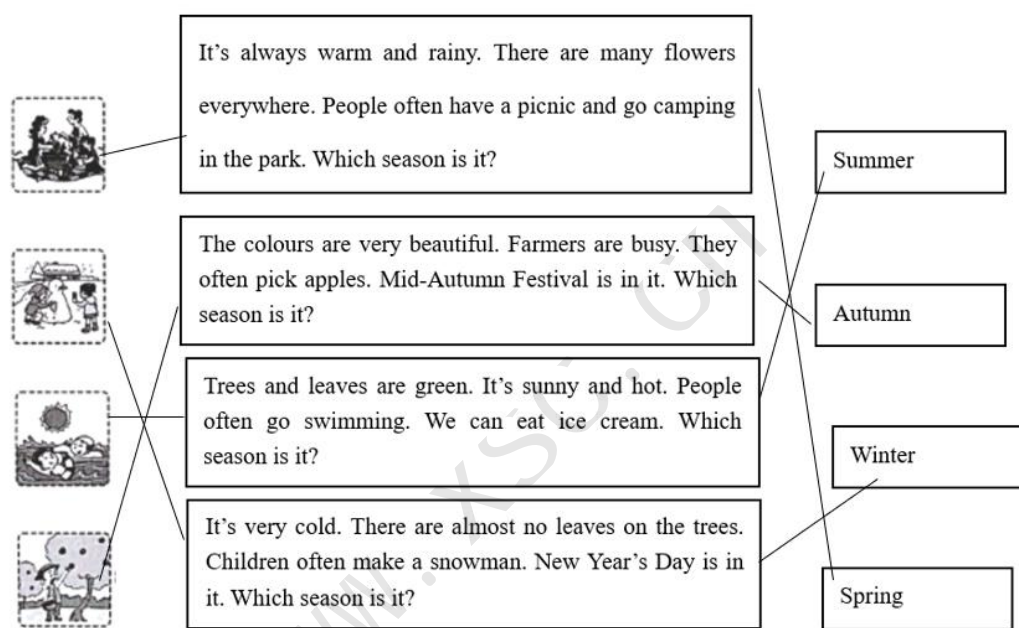 It's always warm and rainy. There are many flowers
everywhere. People often have a picnic and go camping
in the park. Which season is it?
Summer
The colours are very beautiful. Farmers are busy. They
often pick apples. Mid-Autumn Festival is in it. Which
season is it?
Autumn
Trees and leaves are green. It's sunny and hot. People
often go swimming. We can eat ice cream. Which
season is it?
Winter
It's very cold. There are almost no leaves on the trees.
Children often make a snowman. New Year's Day is in
it. Which season is it?
Spring